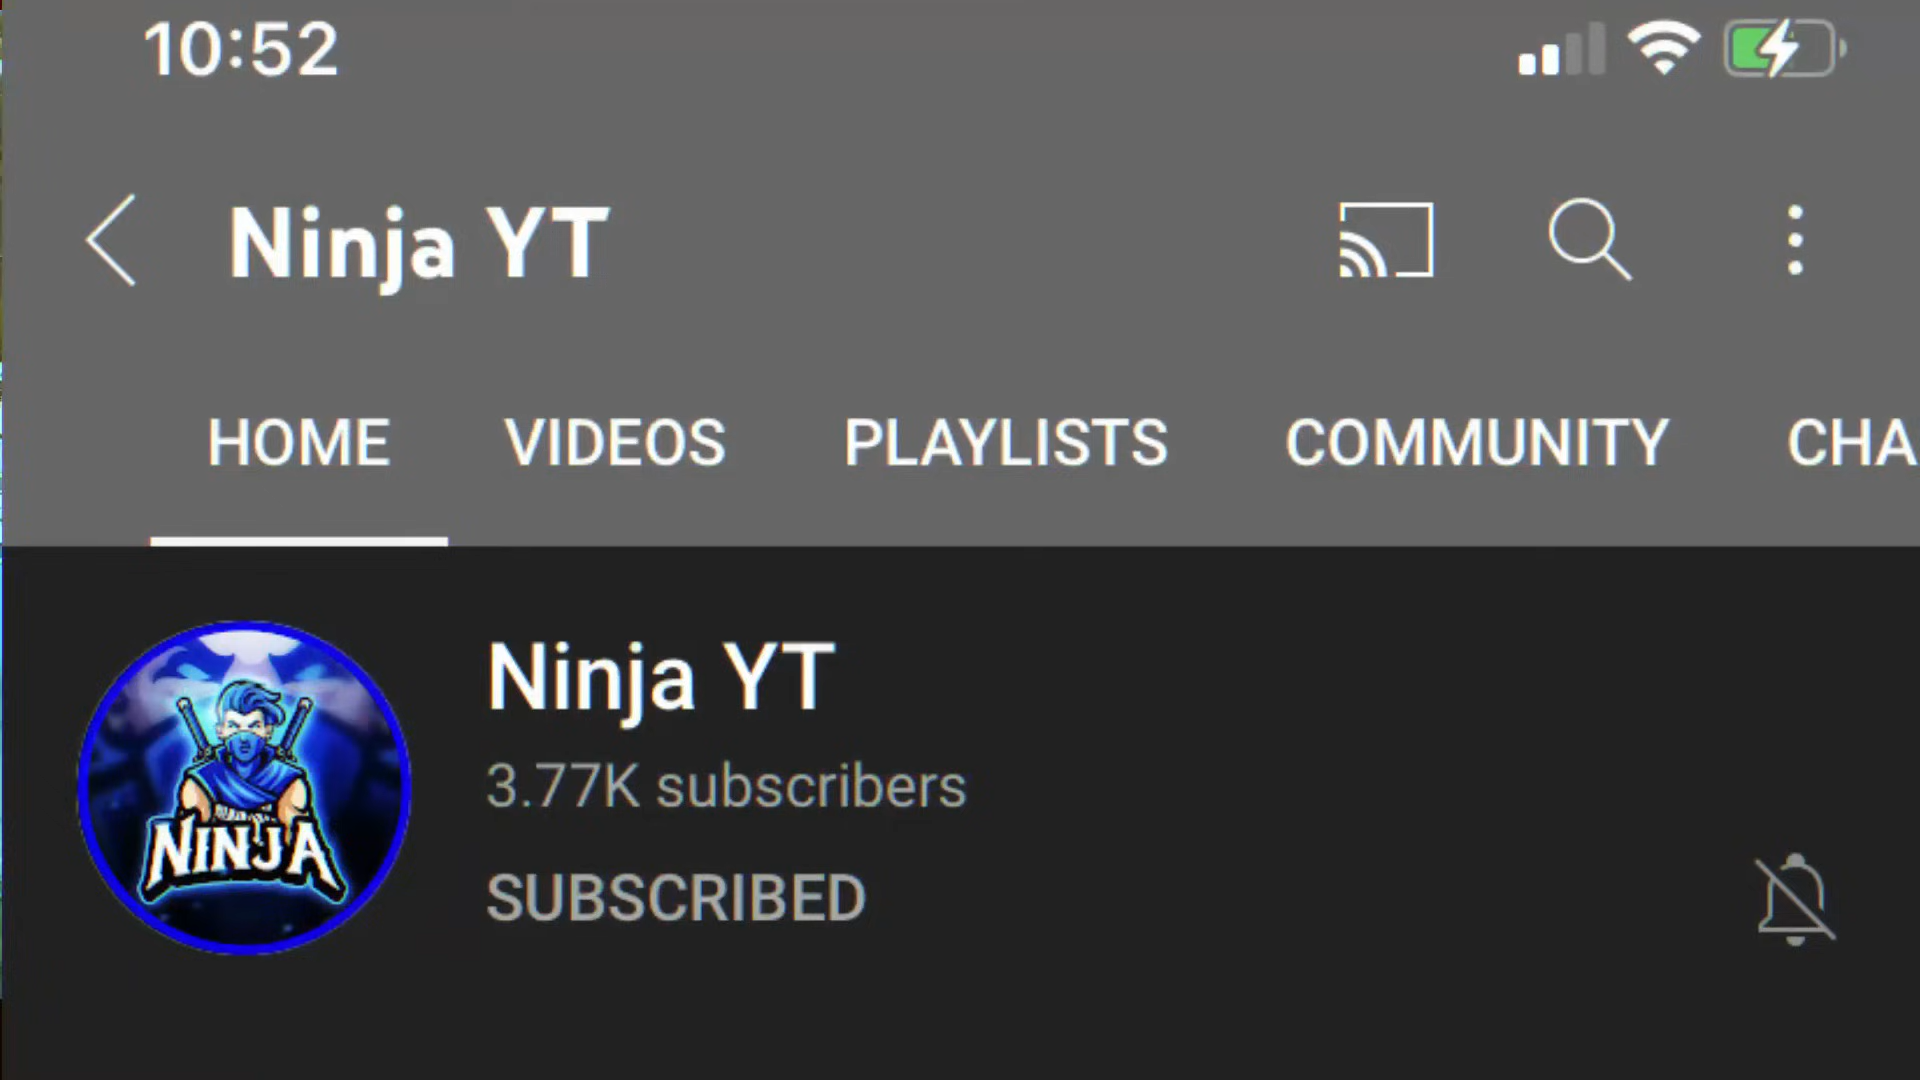 10:52
Ninja YT
HOME VIDEOS PLAYLISTS COMMUNITY CHA
Ninja YT
3.77K subscribers
SUBSCRIBED
NINJA